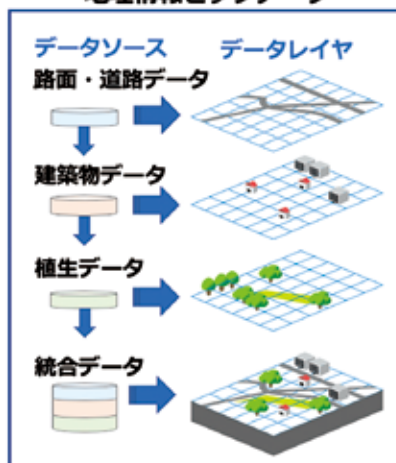 データソース　データレイヤ
路面・道路データ
建築物データ
植生データ
統合データ